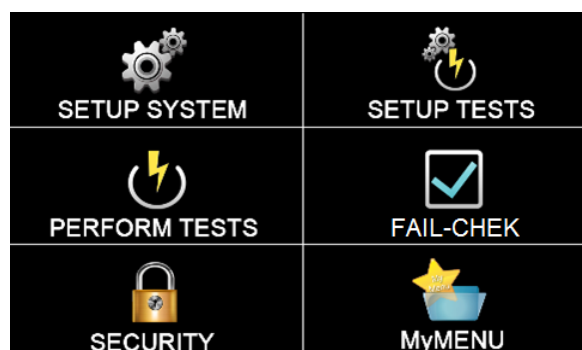 SETUP SYSTEM
SETUP TESTS
PERFORM TESTS
FAIL-CHEK
SECURITY
MyMENU